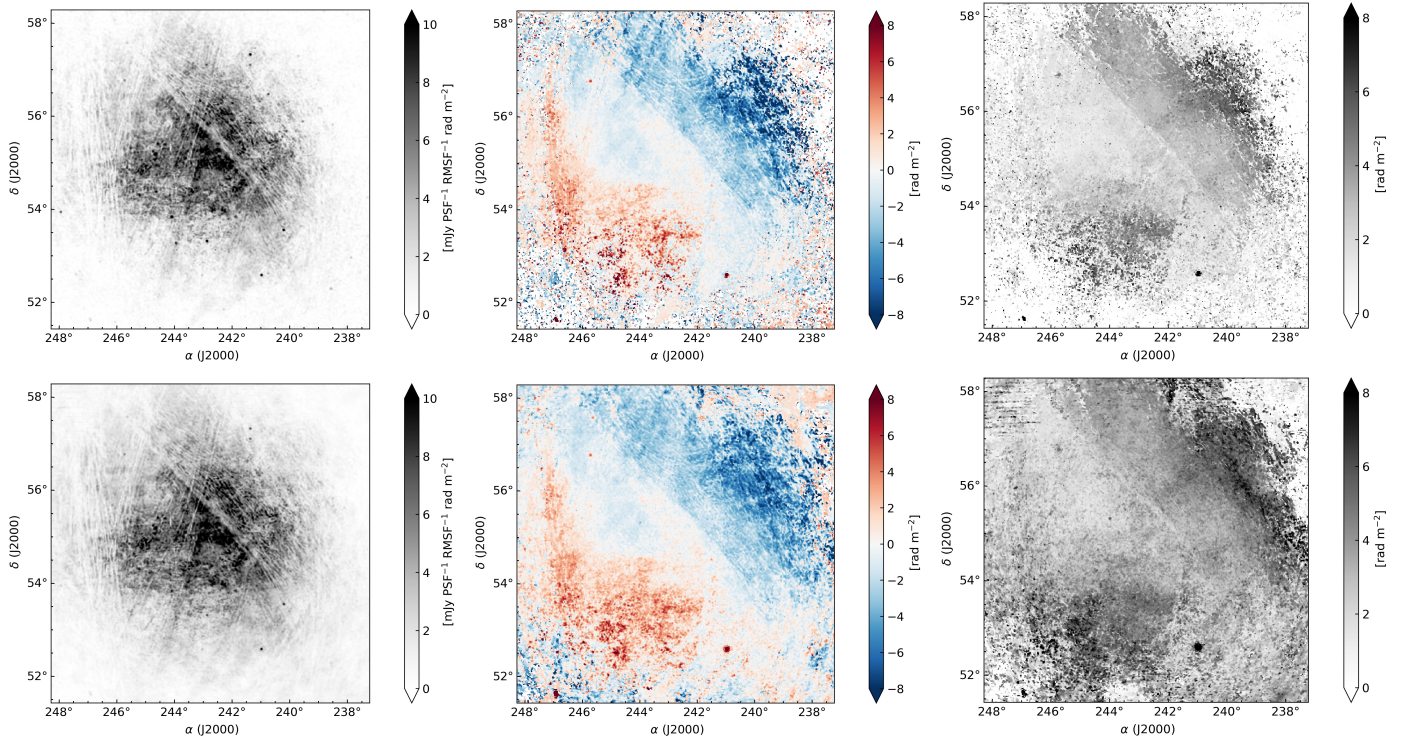 58°
56°
54°
52°
δ (J2000)
248° 246° 244° 242° 240° 238°
α (J2000)
10
8
6
4
2
0
[mJy PSF⁻¹ RMSF⁻¹ rad m⁻²]
58°
56°
54°
52°
δ (J2000)
248° 246° 244° 242° 240° 238°
α (J2000)
8
6
4
2
0
−2
−4
−6
−8
[rad m⁻²]
58°
56°
54°
52°
δ (J2000)
248° 246° 244° 242° 240° 238°
α (J2000)
8
6
4
2
0
[rad m⁻²]
58°
56°
54°
52°
δ (J2000)
248° 246° 244° 242° 240° 238°
α (J2000)
10
8
6
4
2
0
[mJy PSF⁻¹ RMSF⁻¹ rad m⁻²]
58°
56°
54°
52°
δ (J2000)
248° 246° 244° 242° 240° 238°
α (J2000)
8
6
4
2
0
−2
−4
−6
−8
[rad m⁻²]
58°
56°
54°
52°
δ (J2000)
248° 246° 244° 242° 240° 238°
α (J2000)
8
6
4
2
0
[rad m⁻²]